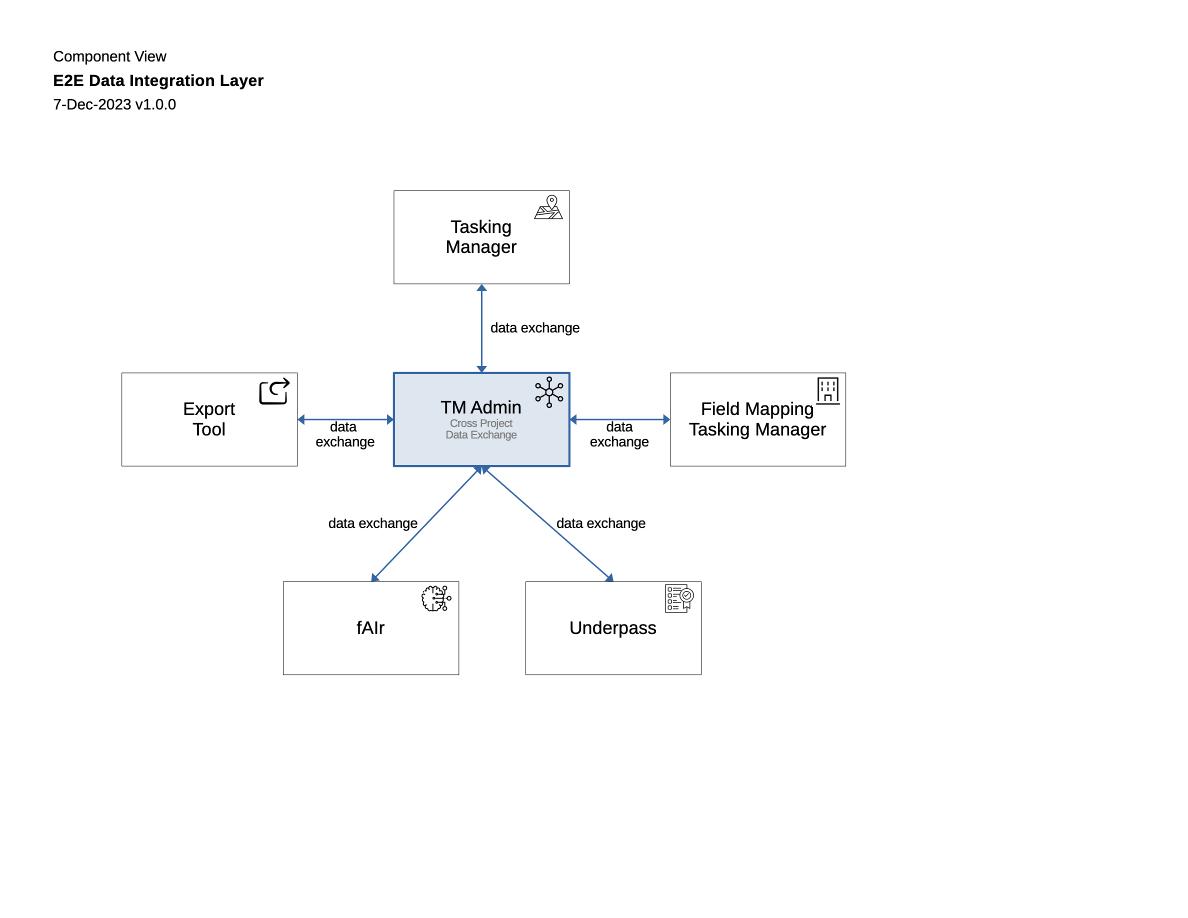 Component View
E2E Data Integration Layer
7-Dec-2023 v1.0.0
Tasking
Manager
data exchange
Export
Tool
data
exchange
TM Admin
Cross Project
Data Exchange
data
exchange
Field Mapping
Tasking Manager
data exchange
data exchange
fAIr
Underpass